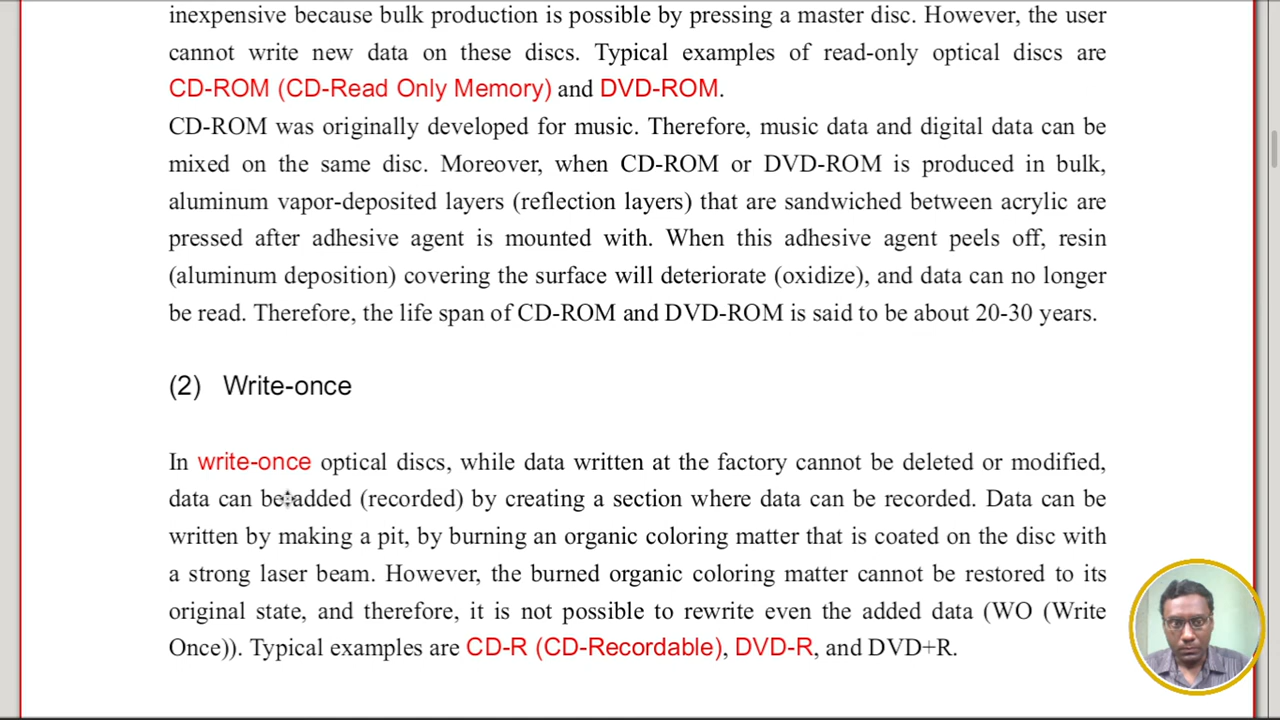 inexpensive because bulk production is possible by pressing a master disc. However, the user
cannot write new data on these discs. Typical examples of read-only optical discs are
CD-ROM (CD-Read Only Memory) and DVD-ROM.
CD-ROM was originally developed for music. Therefore, music data and digital data can be
mixed on the same disc. Moreover, when CD-ROM or DVD-ROM is produced in bulk,
aluminum vapor-deposited layers (reflection layers) that are sandwiched between acrylic are
pressed after adhesive agent is mounted with. When this adhesive agent peels off, resin
(aluminum deposition) covering the surface will deteriorate (oxidize), and data can no longer
be read. Therefore, the life span of CD-ROM and DVD-ROM is said to be about 20-30 years.
(2) Write-once
In write-once optical discs, while data written at the factory cannot be deleted or modified,
data can be added (recorded) by creating a section where data can be recorded. Data can be
written by making a pit, by burning an organic coloring matter that is coated on the disc with
a strong laser beam. However, the burned organic coloring matter cannot be restored to its
original state, and therefore, it is not possible to rewrite even the added data (WO (Write
Once)). Typical examples are CD-R (CD-Recordable), DVD-R, and DVD+R.